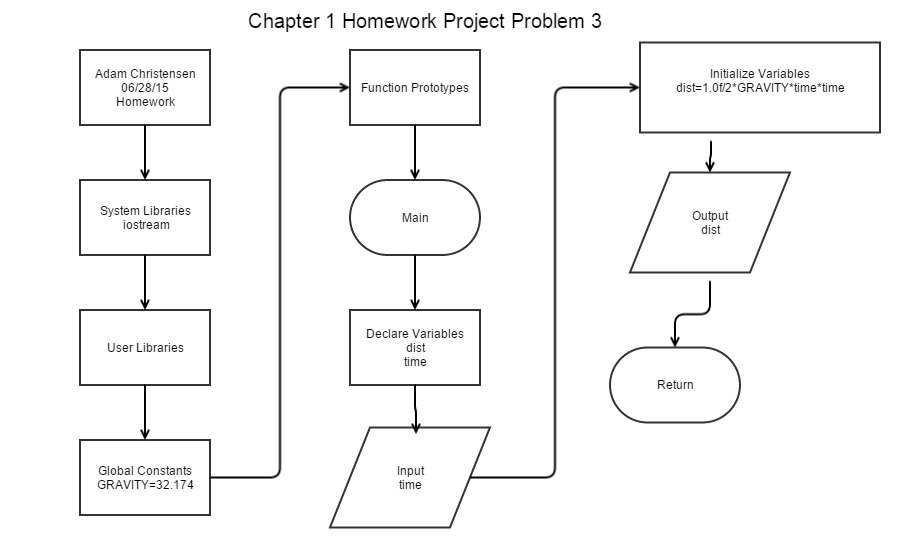 Chapter 1 Homework Project Problem 3
Adam Christensen
06/28/15
Homework
System Libraries
iostream
User Libraries
Global Constants
GRAVITY=32.174
Function Prototypes
Main
Declare Variables
dist
time
Input
time
Initialize Variables
dist=1.0f/2*GRAVITY*time*time
Output
dist
Return